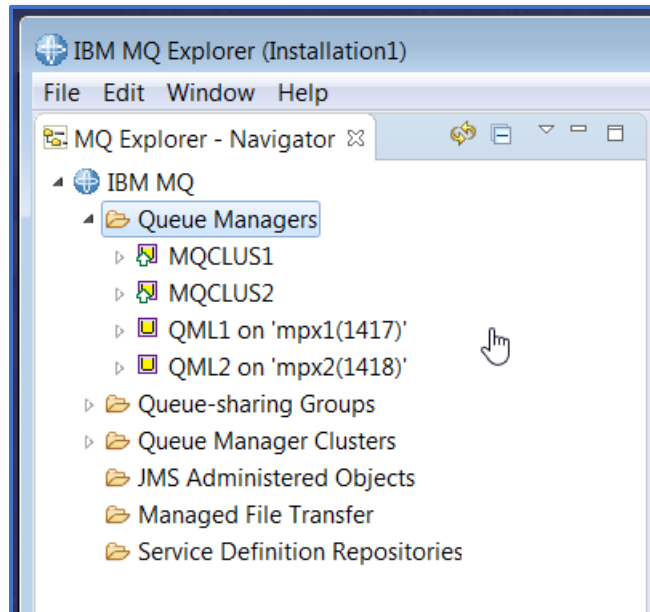 IBM MQ Explorer (Installation1)
File Edit Window Help
MQ Explorer - Navigator
IBM MQ
Queue Managers
MQCLUS1
MQCLUS2
QML1 on 'mpx1(1417)'
QML2 on 'mpx2(1418)'
Queue-sharing Groups
Queue Manager Clusters
JMS Administered Objects
Managed File Transfer
Service Definition Repositories